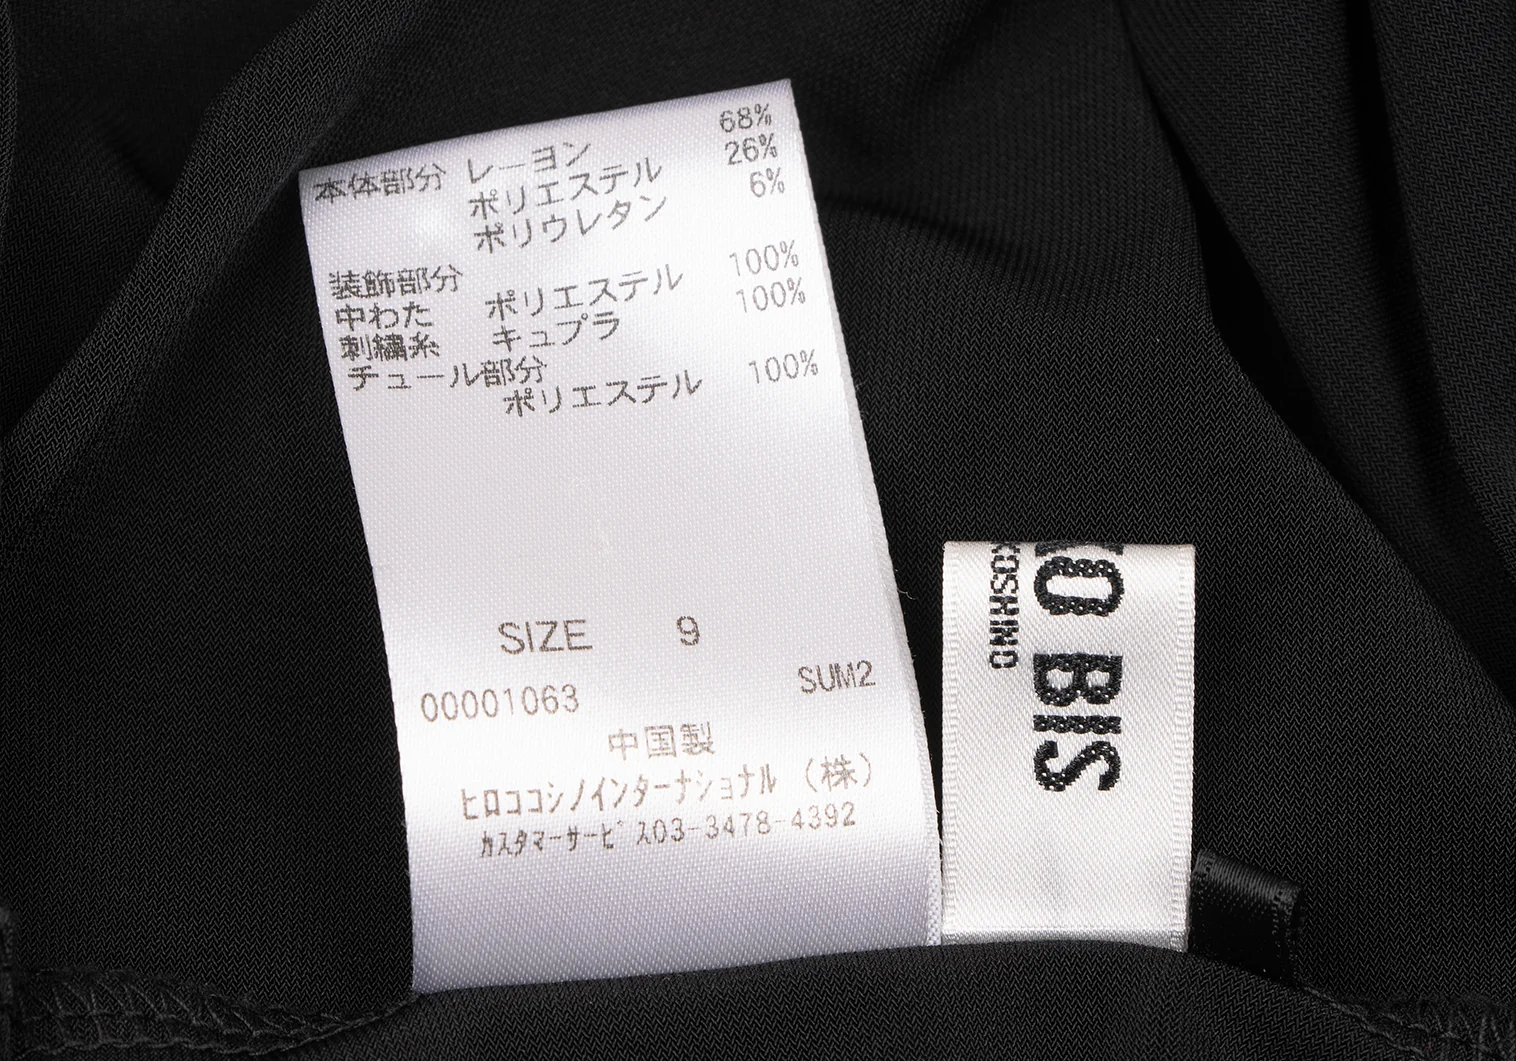 本体部分 レーヨン 68%
ポリエステル 26%
ポリウレタン 6%
装飾部分
中わた ポリエステル 100%
刺繍糸 キュプラ 100%
チュール部分
ポリエステル 100%
SIZE 9
00001063 SUM2
中国製
ヒロココシノインターナショナル（株）
カスタマーサービス03-3478-4392
KO BIS
KOSHINO